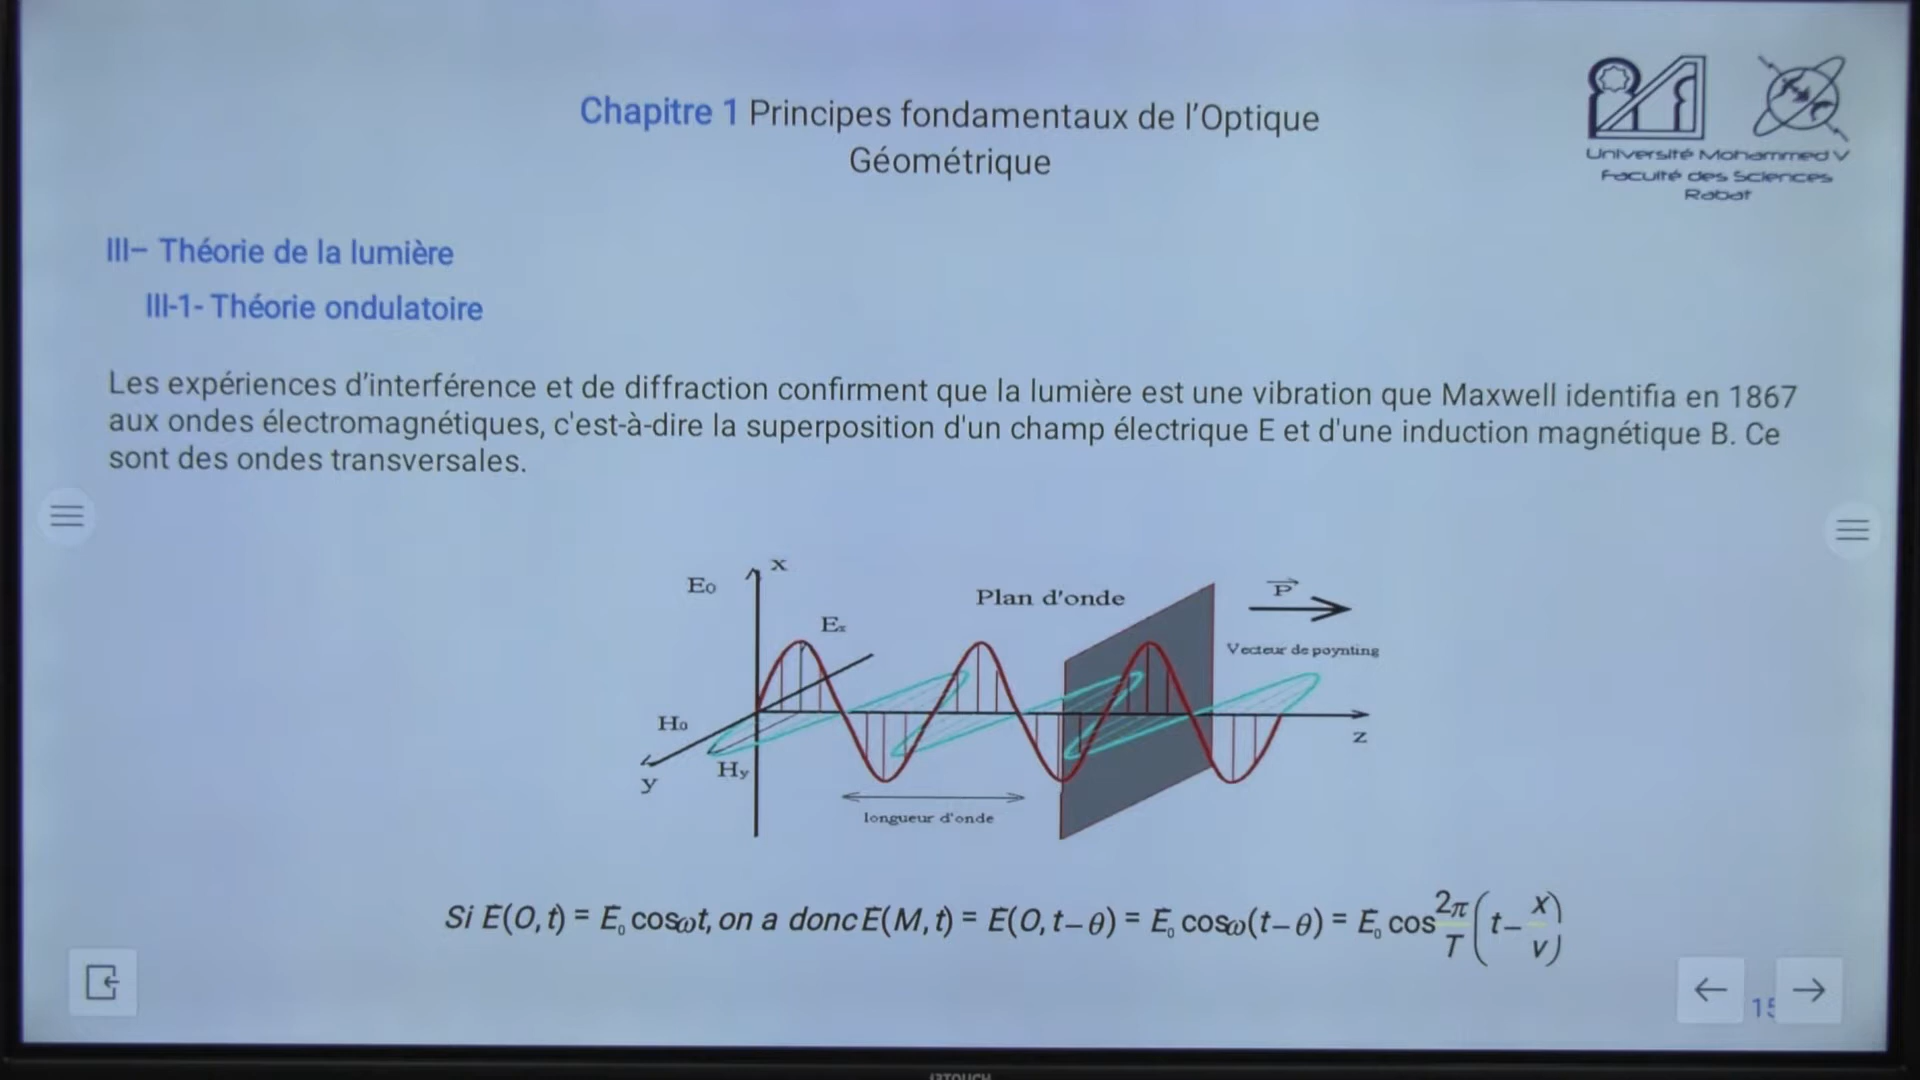 Chapitre 1 Principes fondamentaux de l'Optique
Géométrique
Université Mohammed V
Faculté des Sciences
Rabat
III– Théorie de la lumière
III-1- Théorie ondulatoire
Les expériences d'interférence et de diffraction confirment que la lumière est une vibration que Maxwell identifia en 1867
aux ondes électromagnétiques, c'est-à-dire la superposition d'un champ électrique E et d'une induction magnétique B. Ce
sont des ondes transversales.
x
E₀
Eₓ
Plan d'onde
P⃗
Vecteur de poynting
H₀
Hy
y
z
longueur d'onde
Si E(O,t) = E₀ cosωt, on a donc E(M,t) = E(O,t–θ) = E₀ cosω(t–θ) = E₀ cos 2π/T (t – x/v)